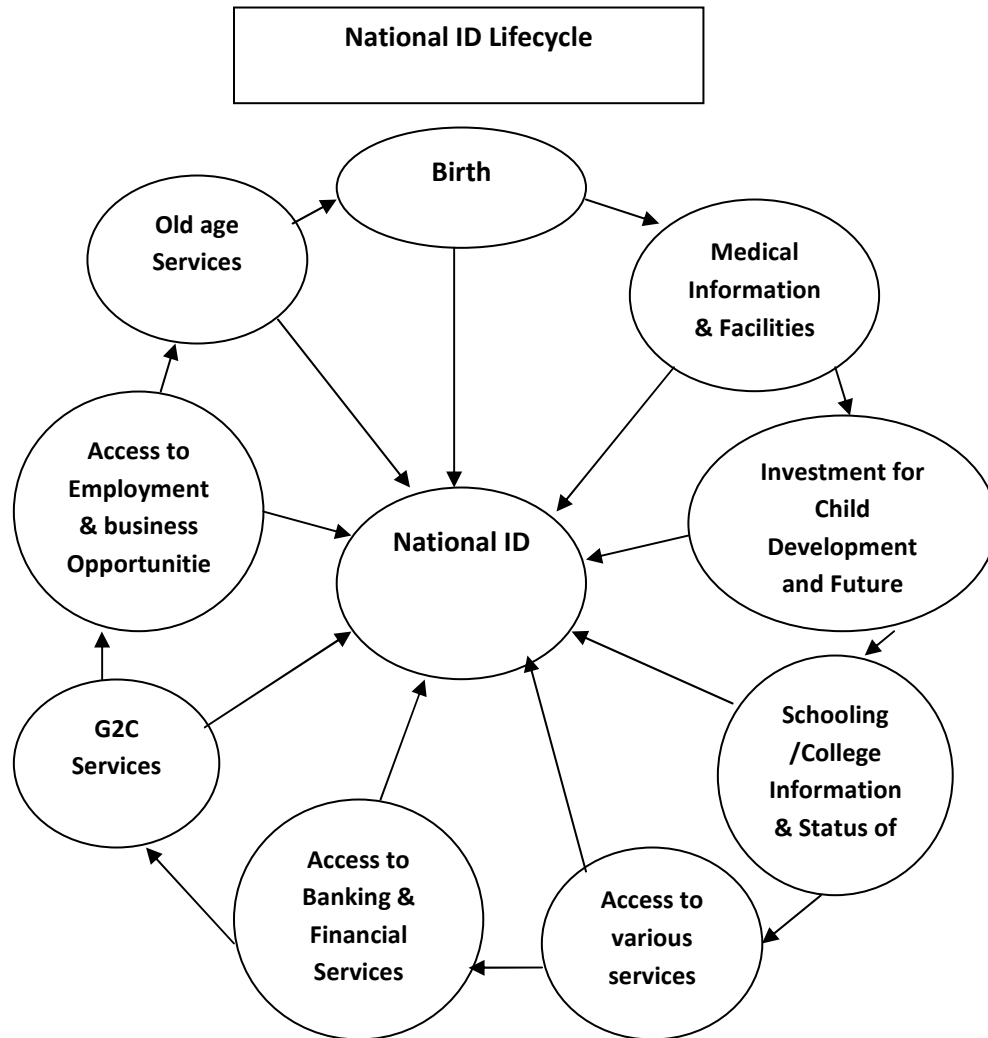 National ID Lifecycle
Birth
Medical
Information
& Facilities
Investment for
Child
Development
and Future
Schooling
/College
Information
& Status of
Access to
various
services
Access to
Banking &
Financial
Services
G2C
Services
Access to
Employment
& business
Opportunitie
Old age
Services
National ID